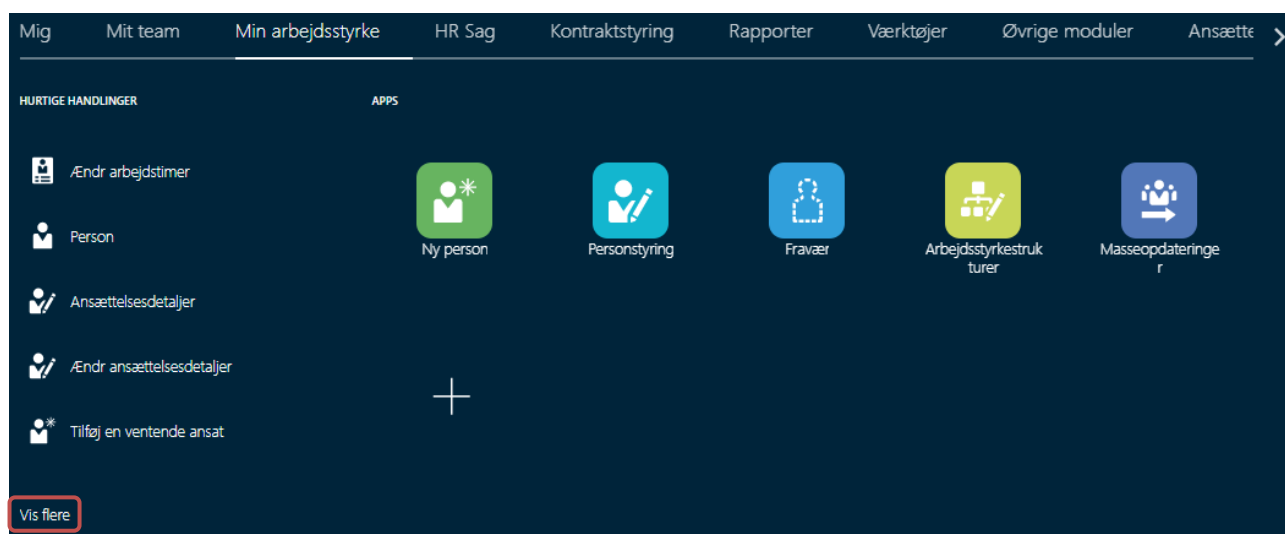 Mig Mit team Min arbejdsstyrke HR Sag Kontraktstyring Rapporter Værktøjer Øvrige moduler Ansætte
HURTIGE HANDLINGER APPS
Ændr arbejdstimer
Person
Ansættelsesdetaljer
Ændr ansættelsesdetaljer
Tilføj en ventende ansat
Vis flere
Ny person
Personstyring
Fravær
Arbejdsstyrkestruk
turer
Masseopdateringe
r